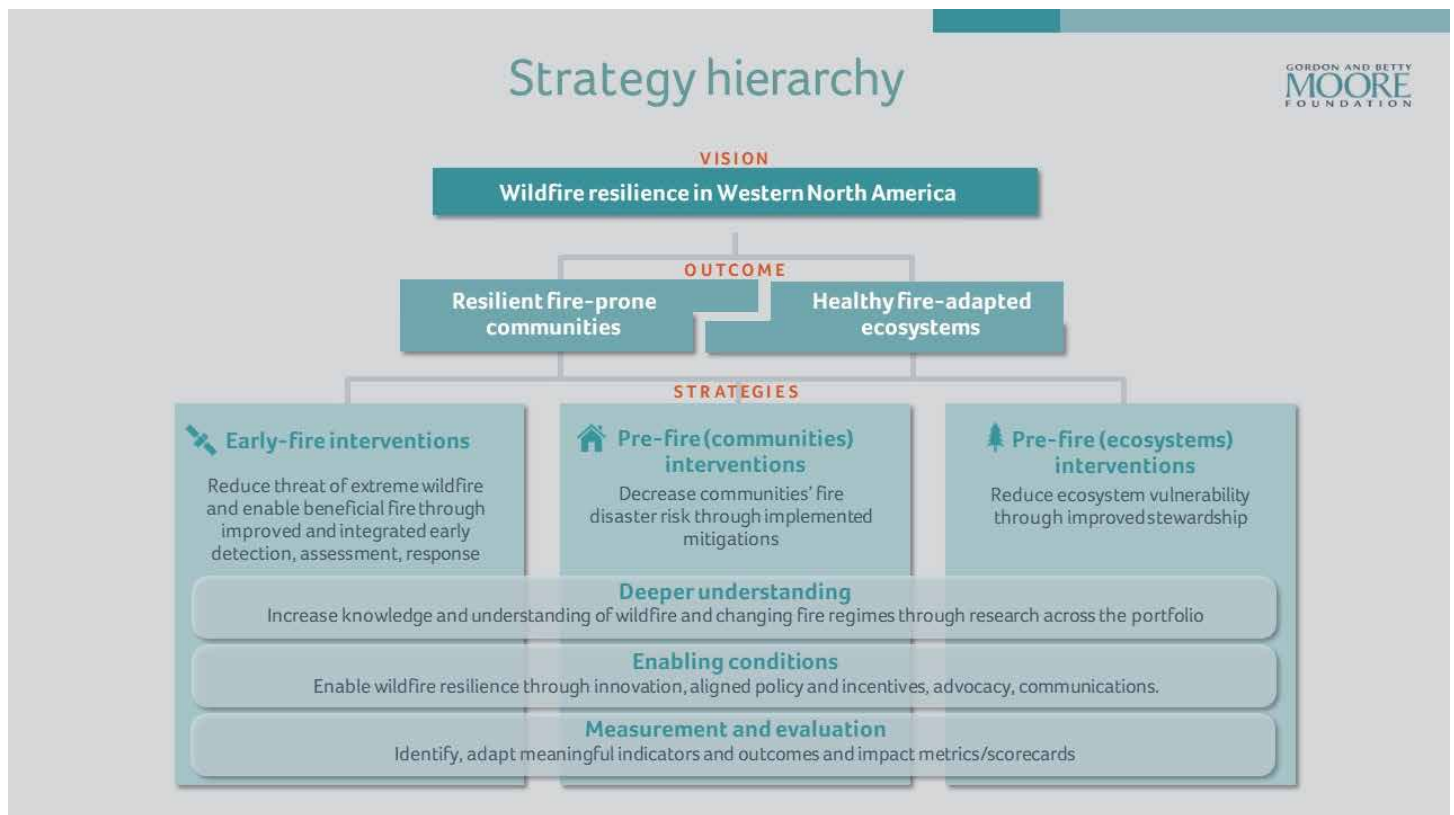 Strategy hierarchy
GORDON AND BETTY
MOORE
FOUNDATION
VISION
Wildfire resilience in Western North America
OUTCOME
Resilient fire-prone
communities
Healthy fire-adapted
ecosystems
STRATEGIES
Early-fire interventions
Reduce threat of extreme wildfire
and enable beneficial fire through
improved and integrated early
detection, assessment, response
Pre-fire (communities)
interventions
Decrease communities' fire
disaster risk through implemented
mitigations
Pre-fire (ecosystems)
interventions
Reduce ecosystem vulnerability
through improved stewardship
Deeper understanding
Increase knowledge and understanding of wildfire and changing fire regimes through research across the portfolio
Enabling conditions
Enable wildfire resilience through innovation, aligned policy and incentives, advocacy, communications.
Measurement and evaluation
Identify, adapt meaningful indicators and outcomes and impact metrics/scorecards